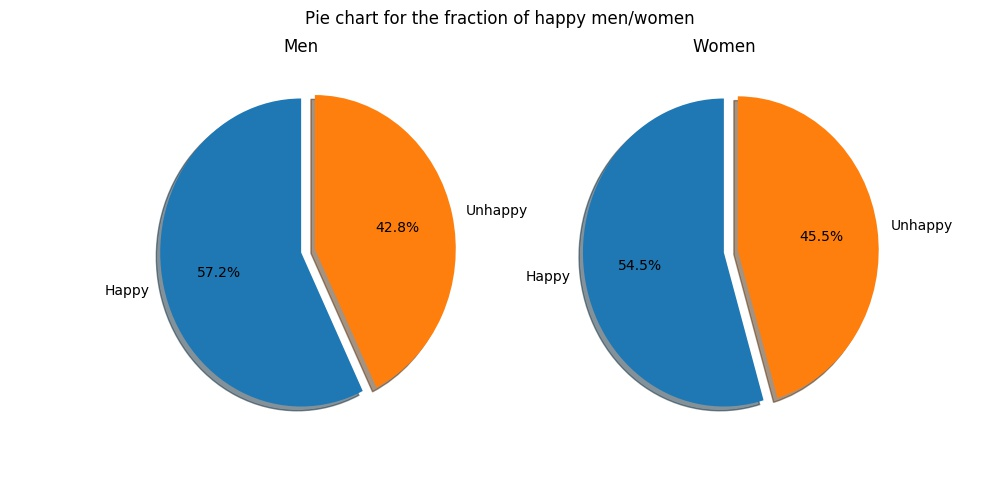 Pie chart for the fraction of happy men/women
Men
Women
42.8%
Unhappy
57.2%
Happy
45.5%
Unhappy
54.5%
Happy